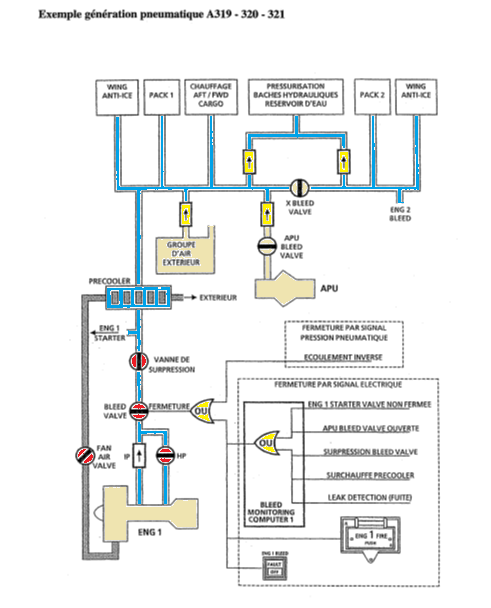 Exemple génération pneumatique A319 - 320 - 321
WING
ANTI-ICE
PACK 1
CHAUFFAGE
AFT / FWD
CARGO
PRESSURISATION
BACHES HYDRAULIQUES
RESERVOIR D'EAU
PACK 2
WING
ANTI-ICE
X BLEED
VALVE
ENG 2
BLEED
GROUPE
D'AIR
EXTERIEUR
APU
BLEED
VALVE
PRECOOLER
EXTERIEUR
APU
ENG 1
STARTER
FERMETURE PAR SIGNAL
PRESSION PNEUMATIQUE
ECOULEMENT INVERSE
VANNE DE
SURPRESSION
FERMETURE PAR SIGNAL ELECTRIQUE
BLEED
VALVE
FERMETURE
OU
ENG 1 STARTER VALVE NON FERMEE
APU BLEED VALVE OUVERTE
OU
SURPRESSION BLEED VALVE
FAN
AIR
VALVE
IP
HP
SURCHAUFFE PRECOOLER
LEAK DETECTION (FUITE)
BLEED
MONITORING
COMPUTER 1
ENG 1
ENG 1 FIRE
PUSH
ENG 1 BLEED
FAULT
OFF